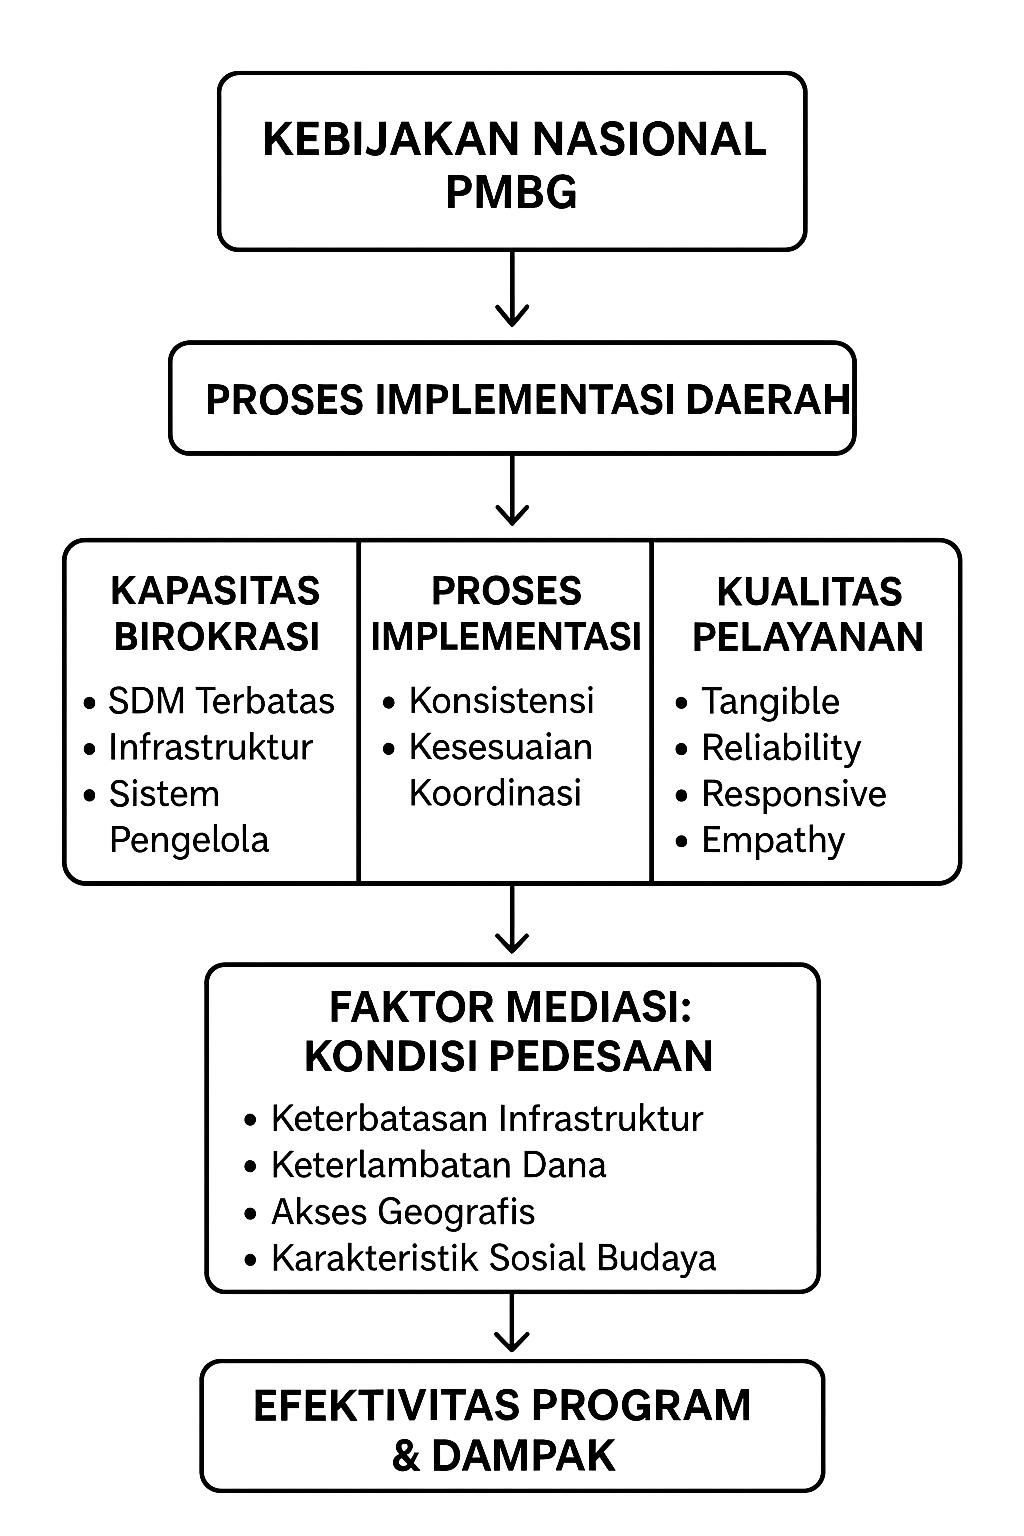 KEBIJAKAN NASIONAL
PMBG
PROSES IMPLEMENTASI DAERAH
KAPASITAS
BIROKRASI
• SDM Terbatas
• Infrastruktur
• Sistem
Pengelola
PROSES
IMPLEMENTASI
• Konsistensi
• Kesesuaian
Koordinasi
KUALITAS
PELAYANAN
• Tangible
• Reliability
• Responsive
• Empathy
FAKTOR MEDIASI:
KONDISI PEDESAAN
• Keterbatasan Infrastruktur
• Keterlambatan Dana
• Akses Geografis
• Karakteristik Sosial Budaya
EFEKTIVITAS PROGRAM
& DAMPAK